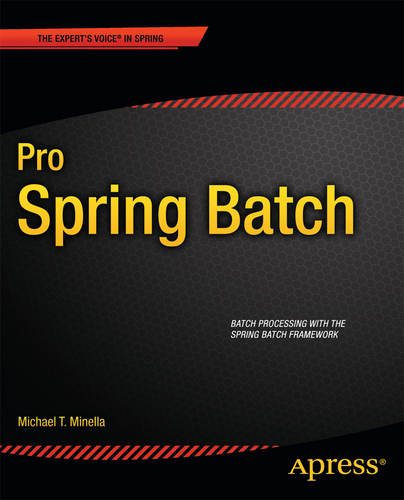 THE EXPERT'S VOICE® IN SPRING
Pro
Spring Batch
BATCH PROCESSING WITH THE
SPRING BATCH FRAMEWORK
Michael T. Minella
Apress®